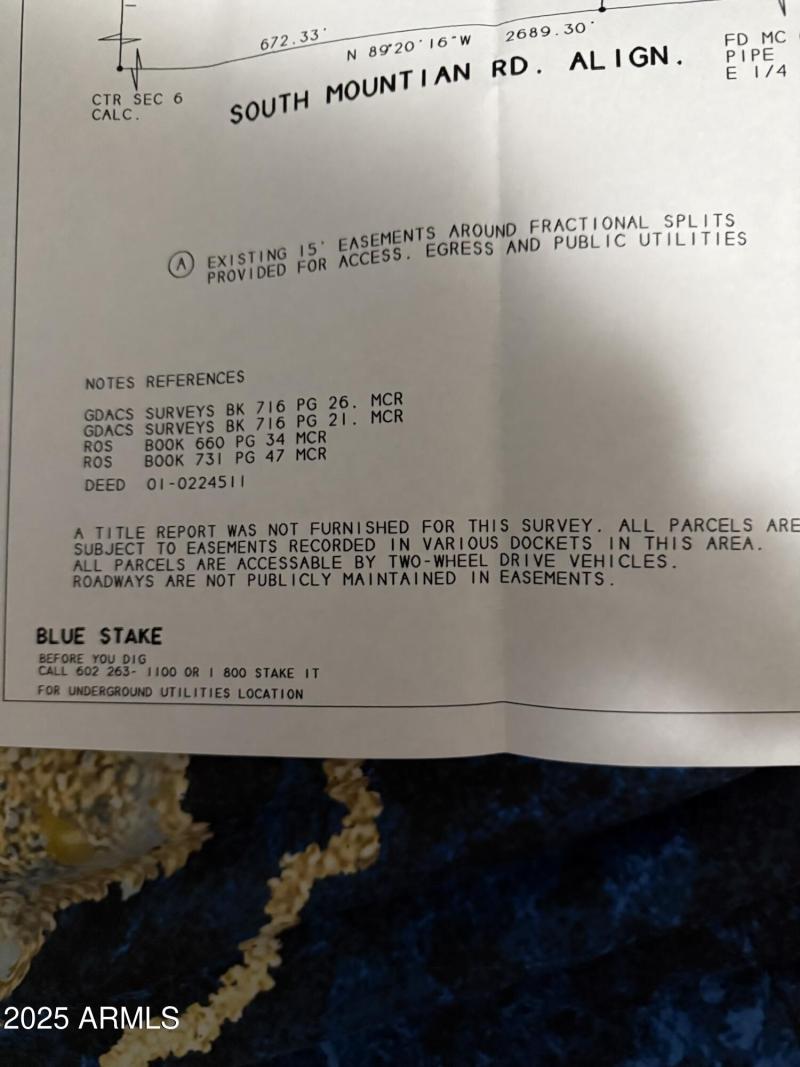 672.33'
N 89°20'16"W
2689.30'
SOUTH MOUNTIAN RD. ALIGN.
FD MC
PIPE
E 1/4
CTR SEC 6
CALC.
A EXISTING 15' EASEMENTS AROUND FRACTIONAL SPLITS
PROVIDED FOR ACCESS. EGRESS AND PUBLIC UTILITIES
NOTES REFERENCES
GDACS SURVEYS BK 716 PG 26. MCR
GDACS SURVEYS BK 716 PG 21. MCR
ROS BOOK 660 PG 34 MCR
ROS BOOK 731 PG 47 MCR
DEED 01-0224511
A TITLE REPORT WAS NOT FURNISHED FOR THIS SURVEY. ALL PARCELS ARE
SUBJECT TO EASEMENTS RECORDED IN VARIOUS DOCKETS IN THIS AREA.
ALL PARCELS ARE ACCESSABLE BY TWO-WHEEL DRIVE VEHICLES.
ROADWAYS ARE NOT PUBLICLY MAINTAINED IN EASEMENTS.
BLUE STAKE
BEFORE YOU DIG
CALL 602 263- 1100 OR 1 800 STAKE IT
FOR UNDERGROUND UTILITIES LOCATION
2025 ARMLS